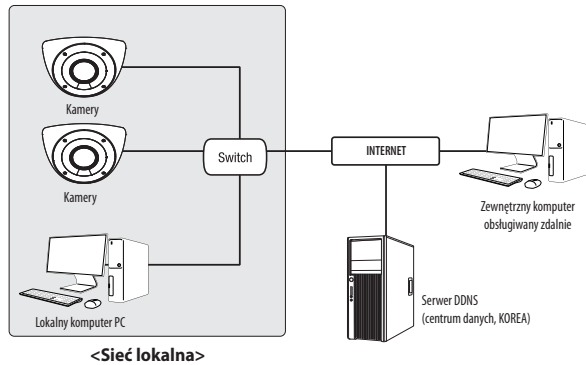 Kamery
Kamery
Switch
INTERNET
Zewnętrzny komputer
obsługiwany zdalnie
Lokalny komputer PC
Serwer DDNS
(centrum danych, KOREA)
<Sieć lokalna>